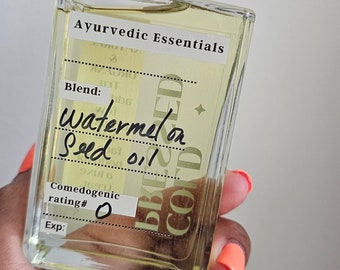 Ayurvedic Essentials
Blend:
Watermelon
Seed oil
Comedogenic
rating# 0
Exp:
COLD
PRESSED